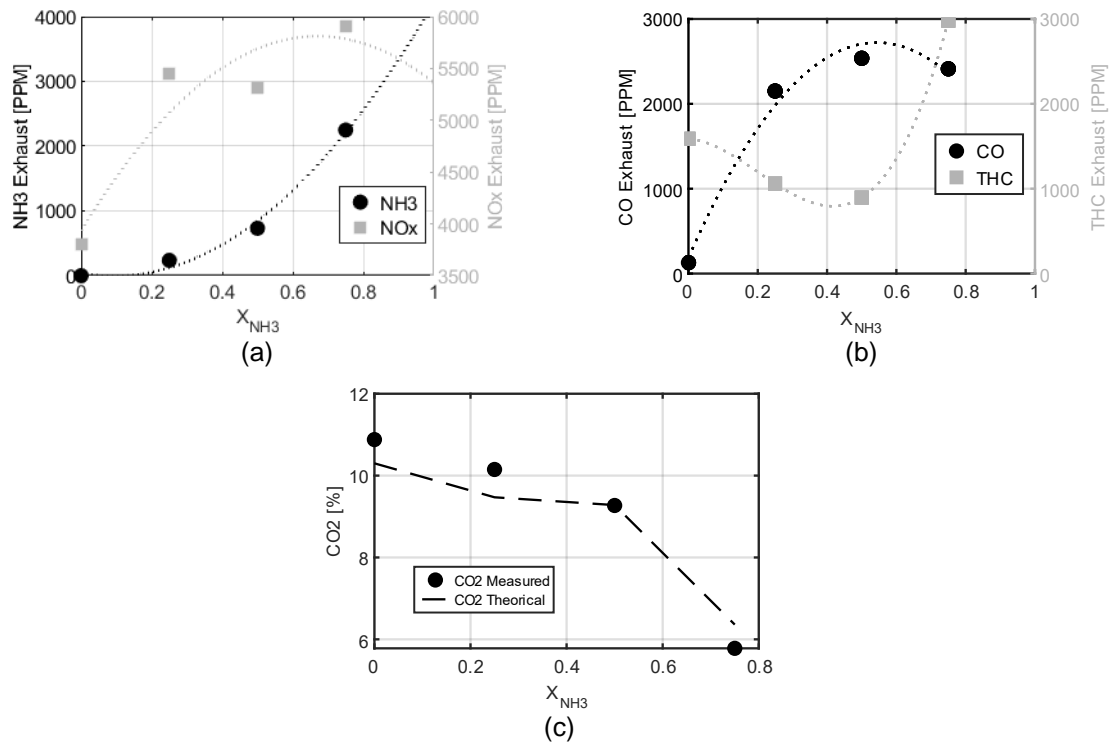 4000
3000
2000
1000
0
NH3 Exhaust [PPM]
6000
5500
5000
4500
4000
3500
NOx Exhaust [PPM]
NH3
NOx
0 0.2 0.4 0.6 0.8 1
X_NH3
(a)
3000
2000
1000
0
CO Exhaust [PPM]
3000
2000
1000
0
THC Exhaust [PPM]
CO
THC
0 0.2 0.4 0.6 0.8 1
X_NH3
(b)
12
10
8
6
CO2 [%]
CO2 Measured
CO2 Theorical
0 0.2 0.4 0.6 0.8
X_NH3
(c)